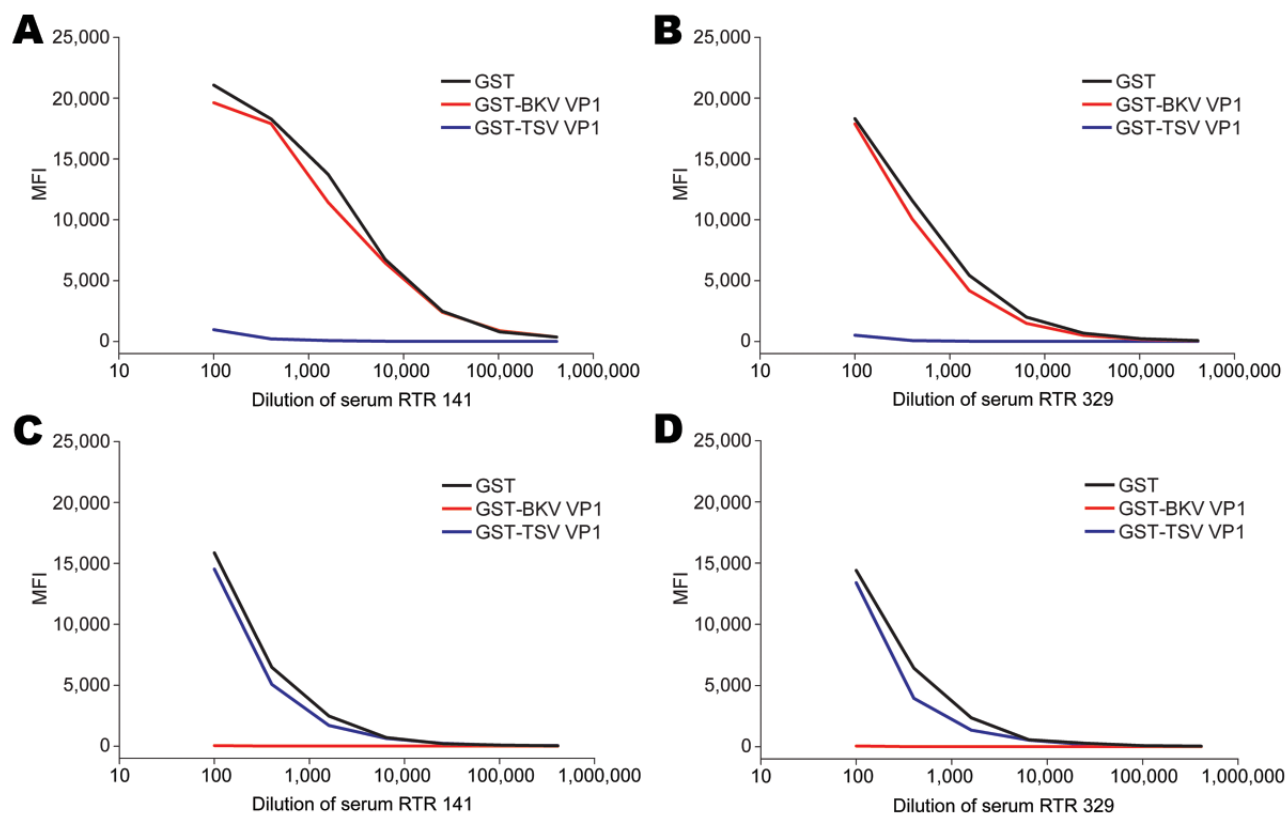 A
25,000
20,000
15,000
10,000
5,000
0
MFI
GST
GST-BKV VP1
GST-TSV VP1
10
100
1,000
10,000
100,000
1,000,000
Dilution of serum RTR 141
B
25,000
20,000
15,000
10,000
5,000
0
MFI
GST
GST-BKV VP1
GST-TSV VP1
10
100
1,000
10,000
100,000
1,000,000
Dilution of serum RTR 329
C
25,000
20,000
15,000
10,000
5,000
0
MFI
GST
GST-BKV VP1
GST-TSV VP1
10
100
1,000
10,000
100,000
1,000,000
Dilution of serum RTR 141
D
25,000
20,000
15,000
10,000
5,000
0
MFI
GST
GST-BKV VP1
GST-TSV VP1
10
100
1,000
10,000
100,000
1,000,000
Dilution of serum RTR 329